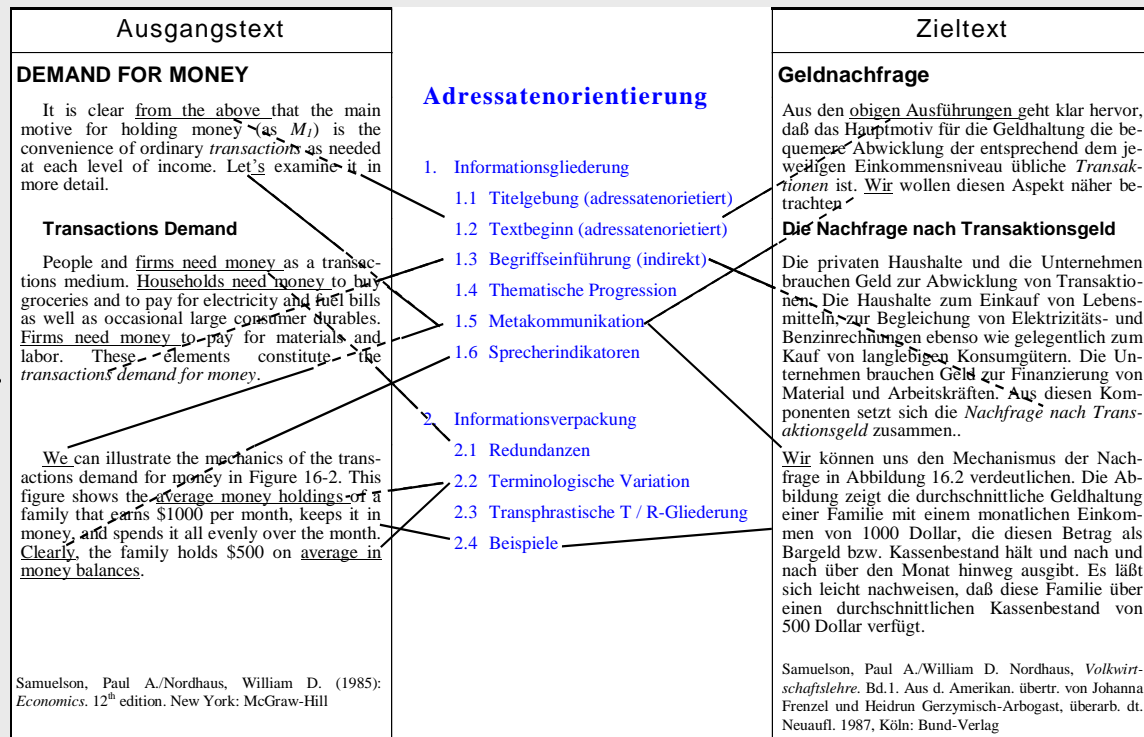 Ausgangstext
DEMAND FOR MONEY
It is clear from the above that the main
motive for holding money (as M1) is the
convenience of ordinary transactions as needed
at each level of income. Let's examine it in
more detail.
Transactions Demand
People and firms need money as a transac-
tions medium. Households need money to buy
groceries and to pay for electricity and fuel bills
as well as occasional large consumer durables.
Firms need money to pay for materials and
labor. These elements constitute the
transactions demand for money.
We can illustrate the mechanics of the trans-
actions demand for money in Figure 16-2. This
figure shows the average money holdings of a
family that earns $1000 per month, keeps it in
money, and spends it all evenly over the month.
Clearly, the family holds $500 on average in
money balances.
Samuelson, Paul A./Nordhaus, William D. (1985):
Economics. 12th edition. New York: McGraw-Hill
Adressatenorientierung
1. Informationsgliederung
1.1 Titelgebung (adressatenorietiert)
1.2 Textbeginn (adressatenorietiert)
1.3 Begriffseinführung (indirekt)
1.4 Thematische Progression
1.5 Metakommunikation
1.6 Sprecherindikatoren
2. Informationsverpackung
2.1 Redundanzen
2.2 Terminologische Variation
2.3 Transphrastische T / R-Gliederung
2.4 Beispiele
Zieltext
Geldnachfrage
Aus den obigen Ausführungen geht klar hervor,
daß das Hauptmotiv für die Geldhaltung die be-
quemere Abwicklung der entsprechend dem je-
weiligen Einkommensniveau übliche Transak-
tionen ist. Wir wollen diesen Aspekt näher be-
trachten
Die Nachfrage nach Transaktionsgeld
Die privaten Haushalte und die Unternehmen
brauchen Geld zur Abwicklung von Transaktio-
nen: Die Haushalte zum Einkauf von Lebens-
mitteln, zur Begleichung von Elektrizitäts- und
Benzinrechnungen ebenso wie gelegentlich zum
Kauf von langlebigen Konsumgütern. Die Un-
ternehmen brauchen Geld zur Finanzierung von
Material und Arbeitskräften. Aus diesen Kom-
ponenten setzt sich die Nachfrage nach Trans-
aktionsgeld zusammen..
Wir können uns den Mechanismus der Nach-
frage in Abbildung 16.2 verdeutlichen. Die Ab-
bildung zeigt die durchschnittliche Geldhaltung
einer Familie mit einem monatlichen Einkom-
men von 1000 Dollar, die diesen Betrag als
Bargeld bzw. Kassenbestand hält und nach und
nach über den Monat hinweg ausgibt. Es läßt
sich leicht nachweisen, daß diese Familie über
einen durchschnittlichen Kassenbestand von
500 Dollar verfügt.
Samuelson, Paul A./William D. Nordhaus, Volkwirt-
schaftslehre. Bd.1. Aus d. Amerikan. übertr. von Johanna
Frenzel und Heidrun Gerzymisch-Arbogast, überarb. dt.
Neuaufl. 1987, Köln: Bund-Verlag